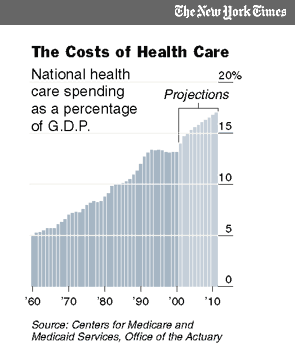 The New York Times
The Costs of Health Care
National health
care spending
as a percentage
of G.D.P.
20%
Projections
15
10
5
0
'60 '70 '80 '90 '00 '10
Source: Centers for Medicare and
Medicaid Services, Office of the Actuary